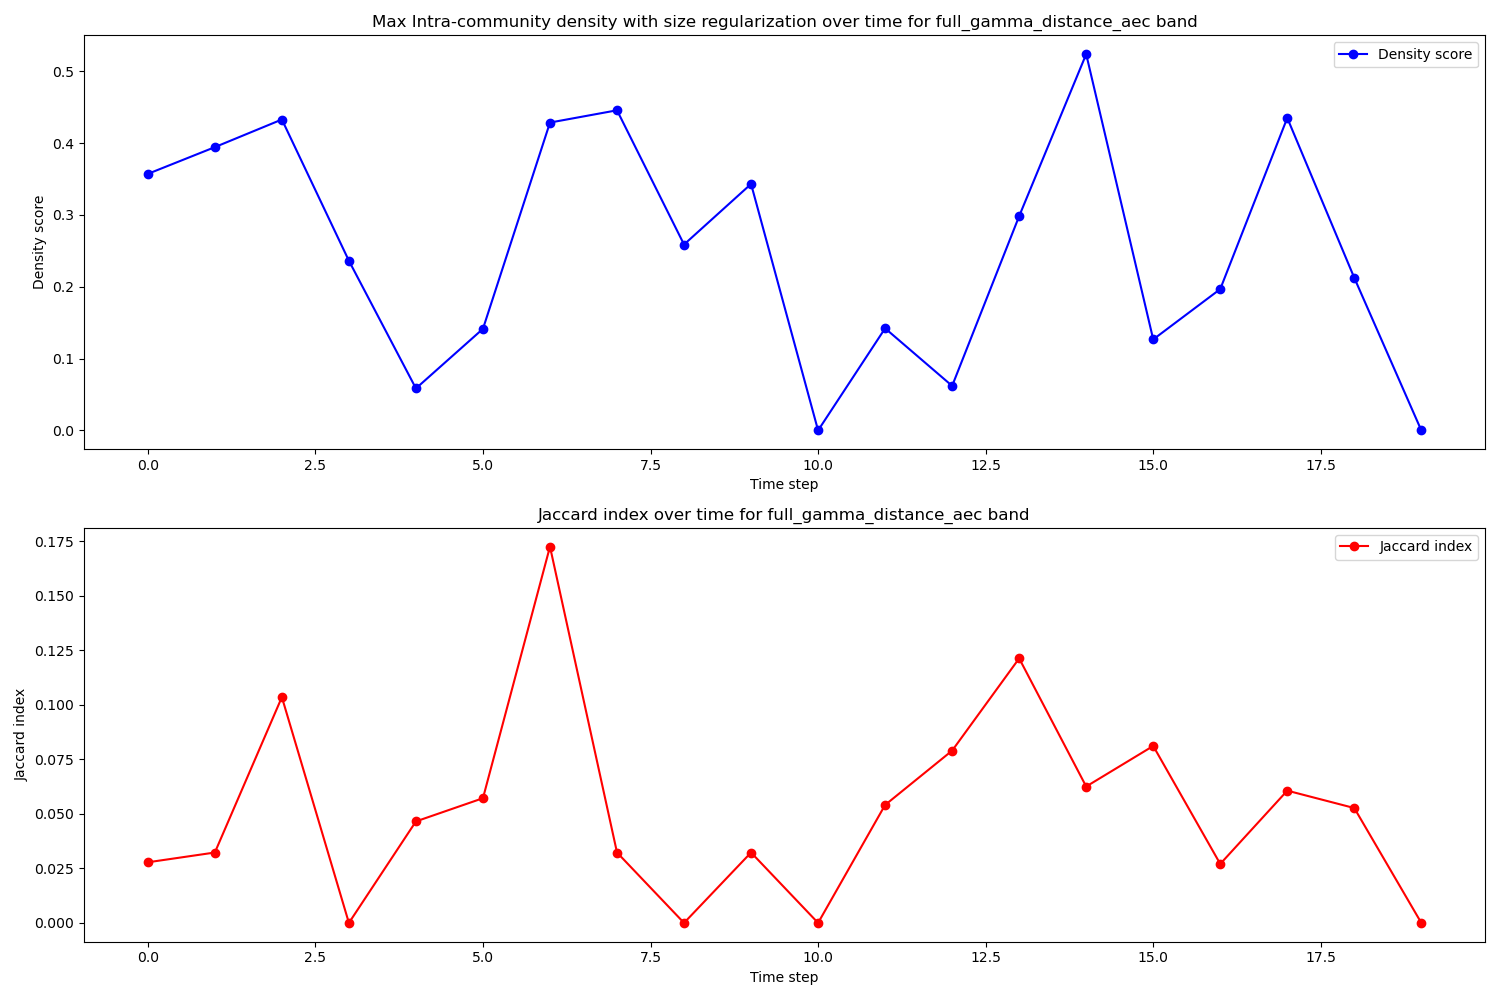 Max Intra-community density with size regularization over time for full_gamma_distance_aec band
Density score
0.5
0.4
0.3
0.2
0.1
0.0
Density score
0.0 2.5 5.0 7.5 10.0 12.5 15.0 17.5
Time step
Jaccard index over time for full_gamma_distance_aec band
Jaccard index
0.175
0.150
0.125
0.100
0.075
0.050
0.025
0.000
Jaccard index
0.0 2.5 5.0 7.5 10.0 12.5 15.0 17.5
Time step